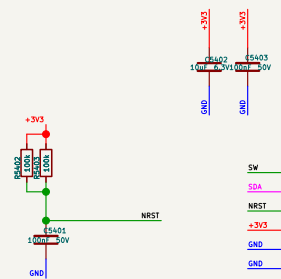 +3V3
+3V3
C5402
10uF 6.3V
C5403
100nF 50V
GND
GND
+3V3
R5402
100k
R5403
100k
NRST
C5401
100nF 50V
GND
SW
SDA
NRST
+3V3
GND
GND